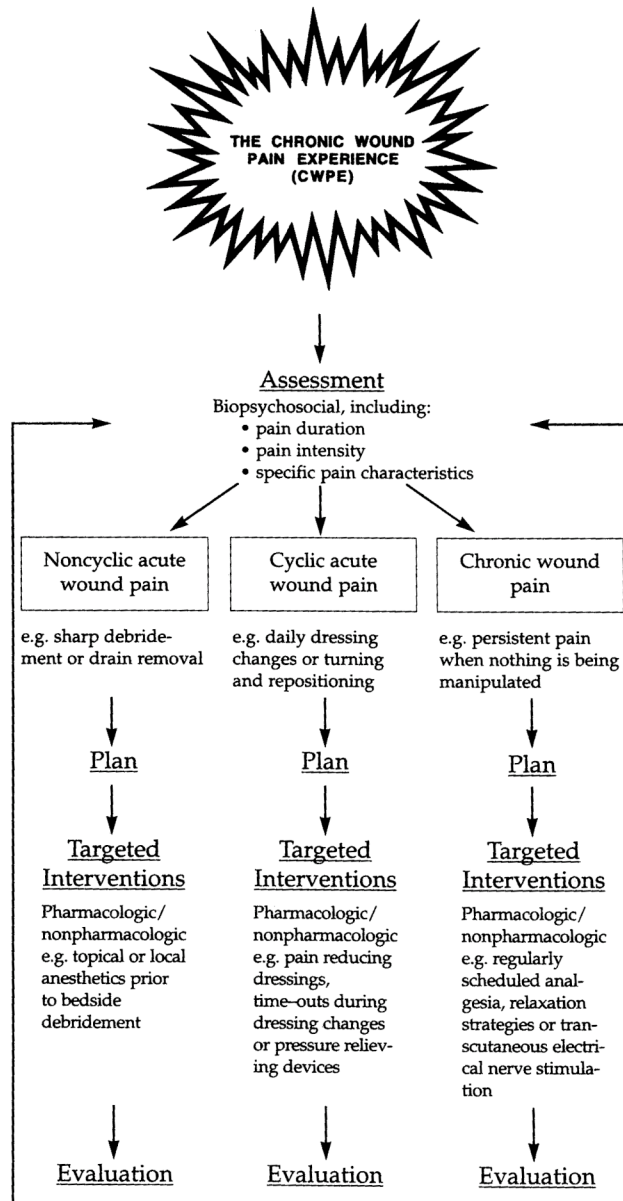 THE CHRONIC WOUND
PAIN EXPERIENCE
(CWPE)
Assessment
Biopsychosocial, including:
• pain duration
• pain intensity
• specific pain characteristics
Noncyclic acute
wound pain
e.g. sharp debride-
ment or drain removal
Plan
Targeted
Interventions
Pharmacologic/
nonpharmacologic
e.g. topical or local
anesthetics prior
to bedside
debridement
Evaluation
Cyclic acute
wound pain
e.g. daily dressing
changes or turning
and repositioning
Plan
Targeted
Interventions
Pharmacologic/
nonpharmacologic
e.g. pain reducing
dressings,
time–outs during
dressing changes
or pressure reliev-
ing devices
Evaluation
Chronic wound
pain
e.g. persistent pain
when nothing is being
manipulated
Plan
Targeted
Interventions
Pharmacologic/
nonpharmacologic
e.g. regularly
scheduled anal-
gesia, relaxation
strategies or trans-
cutaneous electri-
cal nerve stimula-
tion
Evaluation